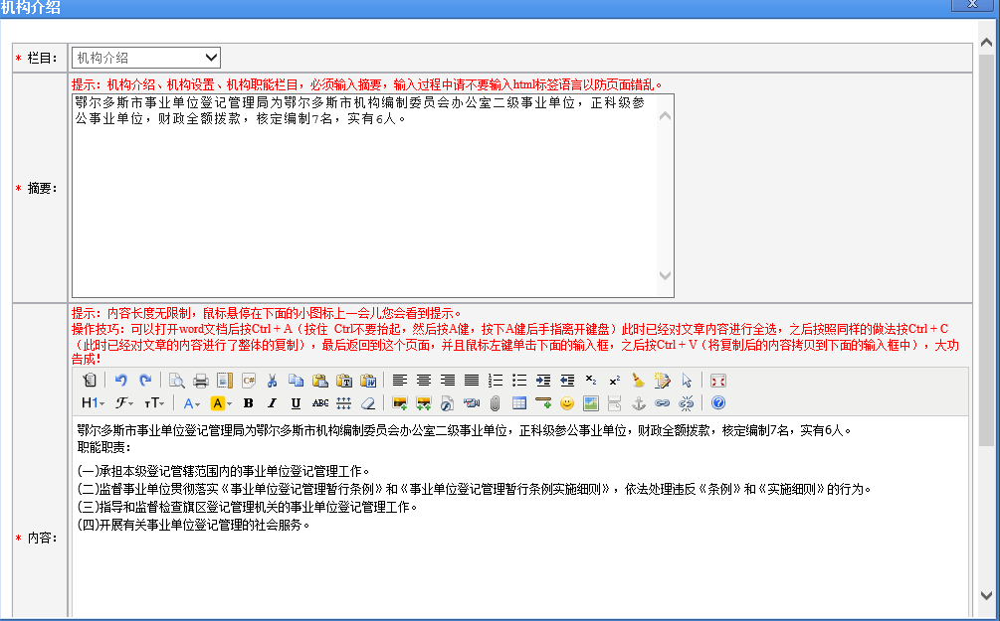 机构介绍
x
* 栏目：
机构介绍
提示：机构介绍、机构设置、机构职能栏目，必须输入摘要，输入过程中请不要输入html标签语言以防页面错乱。
鄂尔多斯市事业单位登记管理局为鄂尔多斯市机构编制委员会办公室二级事业单位，正科级参
公事业单位，财政全额拨款，核定编制7名，实有6人。
* 摘要：
提示：内容长度无限制，鼠标悬停在下面的小图标上一会儿您会看到提示。
操作技巧：可以打开word文档后按Ctrl + A（按住 Ctrl不要抬起，然后按A健，按下A健后手指离开键盘）此时已经对文章内容进行全选，之后按照同样的做法按Ctrl + C
（此时已经对文章的内容进行了整体的复制），最后返回到这个页面，并且鼠标左键单击下面的输入框，之后按Ctrl + V（将复制后的内容拷贝到下面的输入框中），大功
告成！
H1 F TT A A B I U ABC
鄂尔多斯市事业单位登记管理局为鄂尔多斯市机构编制委员会办公室二级事业单位，正科级参公事业单位，财政全额拨款，核定编制7名，实有6人。
职能职责：
(一)承担本级登记管辖范围内的事业单位登记管理工作。
(二)监督事业单位贯彻落实《事业单位登记管理暂行条例》和《事业单位登记管理暂行条例实施细则》，依法处理违反《条例》和《实施细则》的行为。
(三)指导和监督检查旗区登记管理机关的事业单位登记管理工作。
(四)开展有关事业单位登记管理的社会服务。
* 内容：